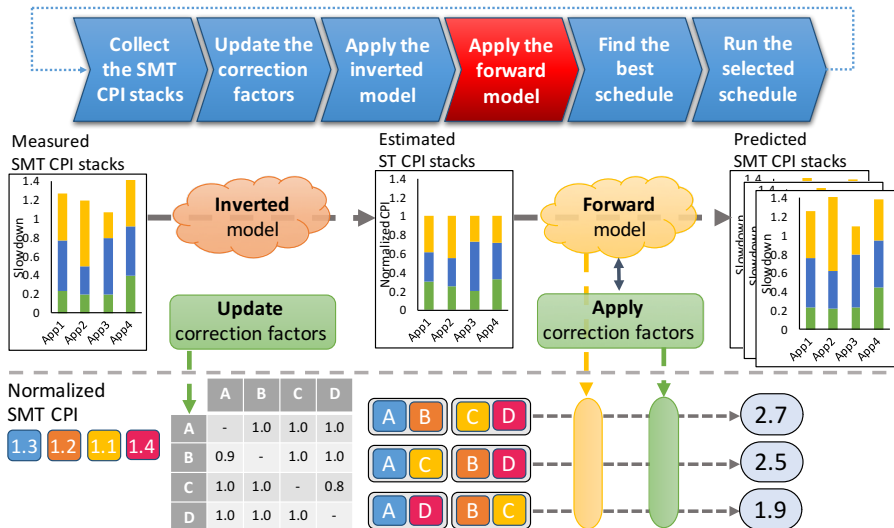 Collect
the SMT
CPI stacks
Update the
correction
factors
Apply the
inverted
model
Apply the
forward
model
Find the
best
schedule
Run the
selected
schedule
Measured
SMT CPI stacks
Estimated
ST CPI stacks
Predicted
SMT CPI stacks
Slowdown
1.4
1.2
1
0.8
0.6
0.4
0.2
0
App1
App2
App3
App4
Inverted
model
Normalized CPI
1.4
1.2
1
0.8
0.6
0.4
0.2
0
App1
App2
App3
App4
Forward
model
1.4
1.4
Slowdown
1.4
1.2
1
0.8
0.6
0.4
0.2
0
App1
App2
App3
App4
Update
correction factors
Apply
correction factors
Normalized
SMT CPI
1.3 1.2 1.1 1.4
A B C D
A - 1.0 1.0 1.0
B 0.9 - 1.0 1.0
C 1.0 1.0 - 0.8
D 1.0 1.0 1.0 -
A B C D 2.7
A C B D 2.5
A D B C 1.9